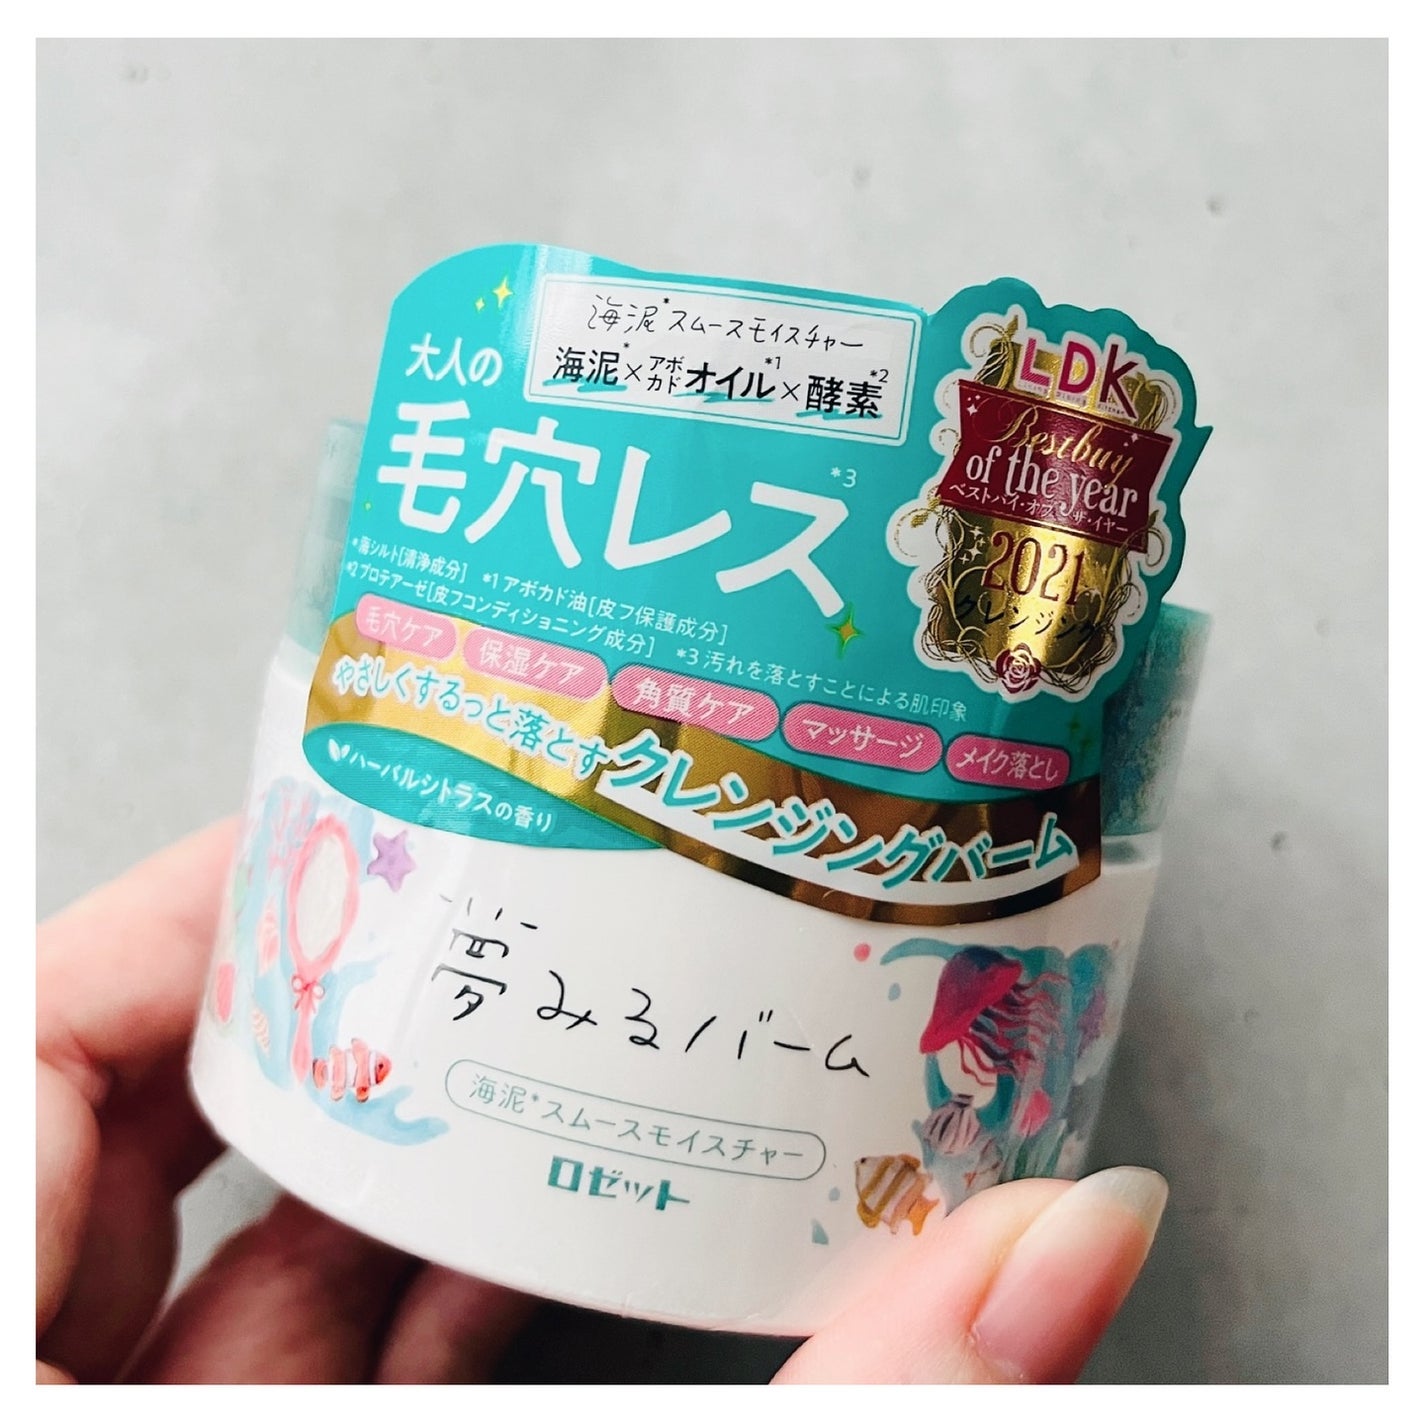 海泥*スムースモイスチャー
海泥*×アボカドオイル*1×酵素*2
大人の
毛穴レス*3
*海シルト[清浄成分] *1 アボカド油[皮フ保護成分]
*2 プロテアーゼ[皮フコンディショニング成分] *3 汚れを落とすことによる肌印象
毛穴ケア 保湿ケア 角質ケア マッサージ メイク落とし
やさしくするっと落とすクレンジングバーム
ハーバルシトラスの香り
LDK
Bestbuy
of the year
ベストバイ・オブ・ザ・イヤー
2021
クレンジング
夢みるバーム
海泥*スムースモイスチャー
ロゼット